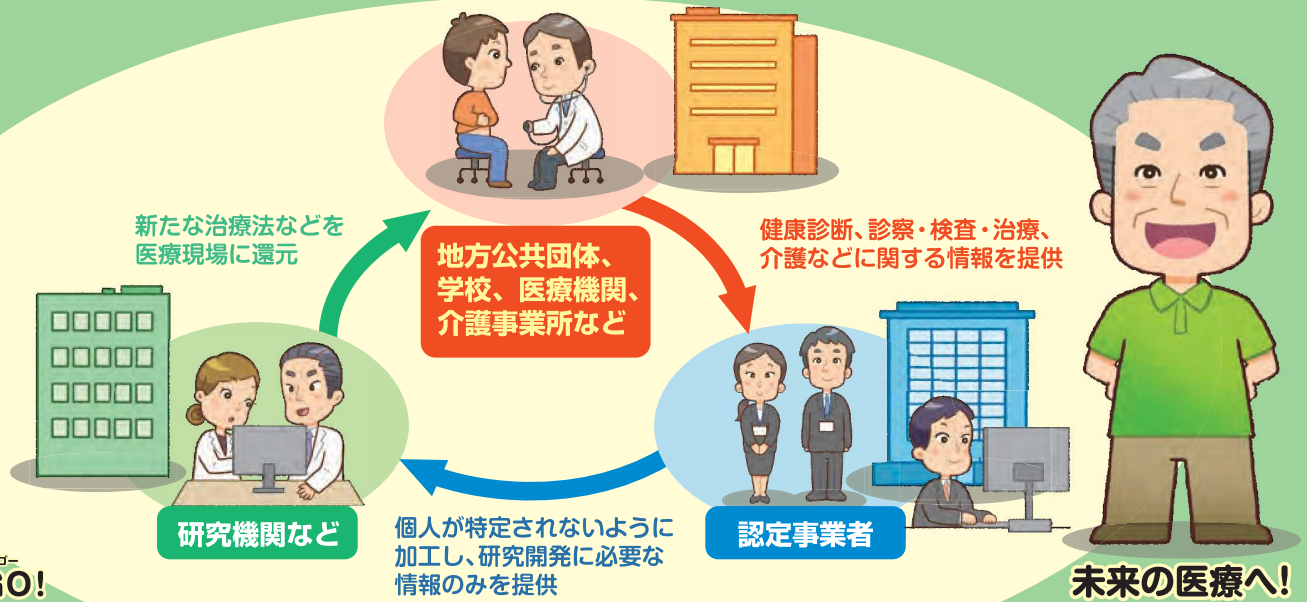 新たな治療法などを
医療現場に還元
地方公共団体、
学校、医療機関、
介護事業所など
健康診断、診察・検査・治療、
介護などに関する情報を提供
研究機関など
個人が特定されないように
加工し、研究開発に必要な
情報のみを提供
認定事業者
GO!
未来の医療へ!